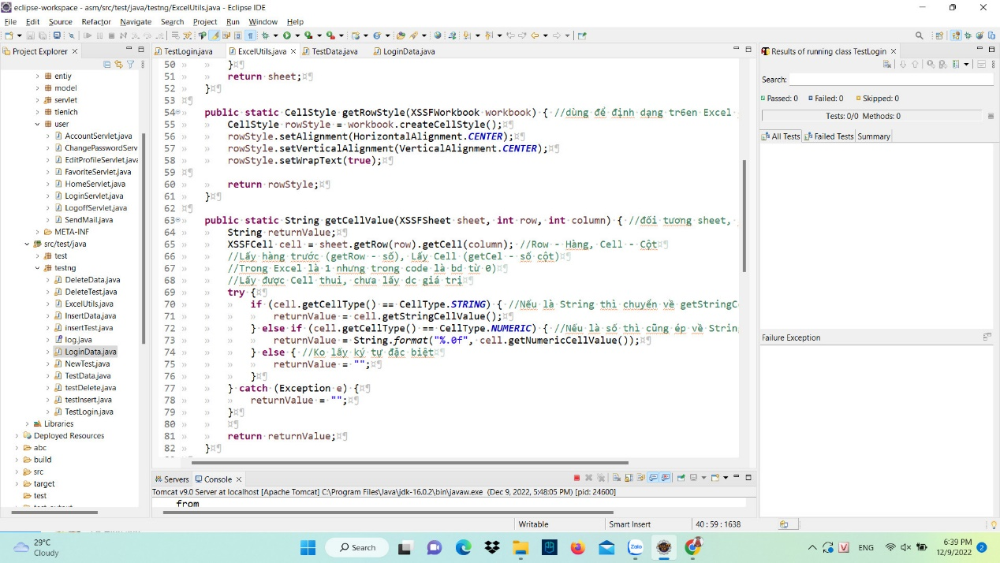 eclipse-workspace - asm/src/test/java/testng/ExcelUtils.java - Eclipse IDE
File Edit Source Refactor Navigate Search Project Run Window Help
Project Explorer
entiy
model
servlet
tienich
user
AccountServlet.java
ChangePasswordServ
EditProfileServlet.java
FavoriteServlet.java
HomeServlet.java
LoginServlet.java
LogoffServlet.java
SendMail.java
META-INF
src/test/java
test
testng
DeleteData.java
DeleteTest.java
ExcelUtils.java
InsertData.java
insertTest.java
log.java
LoginData.java
NewTest.java
TestData.java
testDelete.java
testInsert.java
TestLogin.java
Libraries
Deployed Resources
abc
build
src
target
test
TestLogin.java ExcelUtils.java TestData.java LoginData.java
50 }
51 return sheet;
52 }
53
54 public static CellStyle getRowStyle(XSSFWorkbook workbook) { //dùng để định dạng tr6en Excel
55 CellStyle rowStyle = workbook.createCellStyle();
56 rowStyle.setAlignment(HorizontalAlignment.CENTER);
57 rowStyle.setVerticalAlignment(VerticalAlignment.CENTER);
58 rowStyle.setWrapText(true);
59
60 return rowStyle;
61 }
62
63 public static String getCellValue(XSSFSheet sheet, int row, int column) { //đối tương sheet,
64 String returnValue;
65 XSSFCell cell = sheet.getRow(row).getCell(column); //Row - Hàng, Cell - Cột
66 //Lấy hàng trước (getRow - số), Lấy Cell (getCel - số cột)
67 //Trong Excel là 1 nhưng trong code là bd từ 0)
68 //Lấy được Cell thui, chưa lấy dc giá trị
69 try {
70 if (cell.getCellType() == CellType.STRING) { //Nếu là String thì chuyển về getStringC
71 returnValue = cell.getStringCellValue();
72 } else if (cell.getCellType() == CellType.NUMERIC) { //Nếu là số thì cũng ép về Strin
73 returnValue = String.format("%.0f", cell.getNumericCellValue());
74 } else { //Ko lấy ký tự đặc biệt
75 returnValue = "";
76 }
77 } catch (Exception e) {
78 returnValue = "";
79 }
80
81 return returnValue;
82 }
Servers Console
Tomcat v9.0 Server at localhost [Apache Tomcat] C:\Program Files\Java\jdk-16.0.2\bin\javaw.exe (Dec 9, 2022, 5:48:05 PM) [pid: 24600]
from
Results of running class TestLogin
Search:
Passed: 0 Failed: 0 Skipped: 0
Tests: 0/0 Methods: 0
All Tests Failed Tests Summary
Failure Exception
Writable Smart Insert 40 : 59 : 1638
29°C
Cloudy
Search
Zalo
ENG
6:39 PM
12/9/2022
2